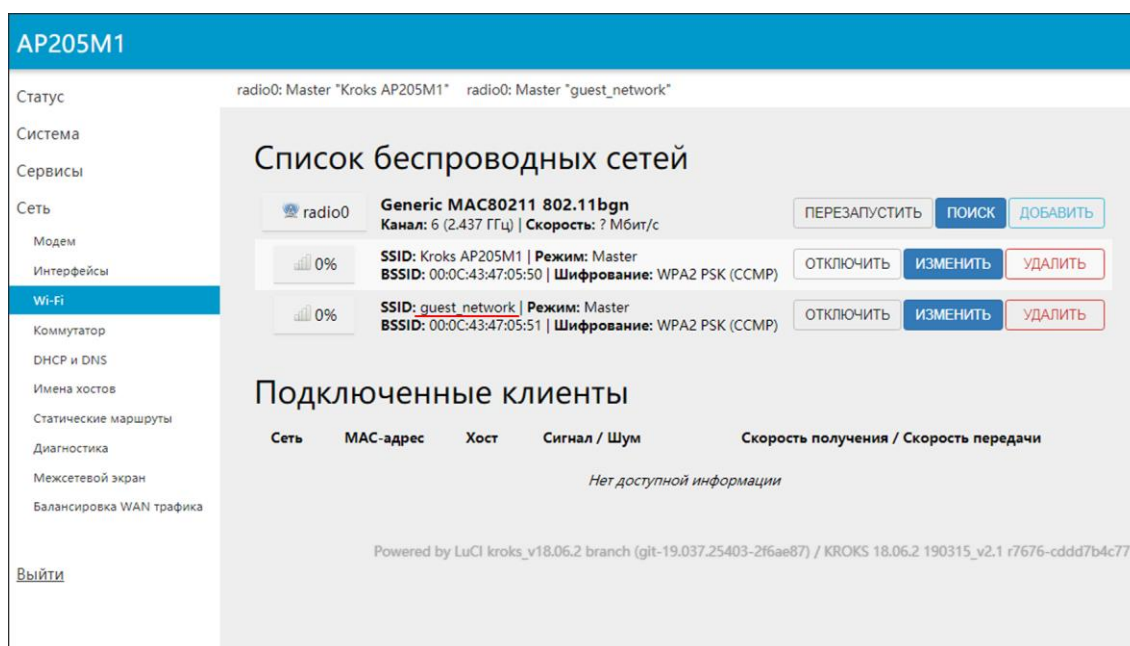 AP205M1
Статус
Система
Сервисы
Сеть
Модем
Интерфейсы
Wi-Fi
Коммутатор
DHCP и DNS
Имена хостов
Статические маршруты
Диагностика
Межсетевой экран
Балансировка WAN трафика
Выйти
radio0: Master "Kroks AP205M1" radio0: Master "guest_network"
Список беспроводных сетей
radio0 Generic MAC80211 802.11bgn ПЕРЕЗАПУСТИТЬ ПОИСК ДОБАВИТЬ
Канал: 6 (2.437 ГГц) | Скорость: ? Мбит/с
0% SSID: Kroks AP205M1 | Режим: Master ОТКЛЮЧИТЬ ИЗМЕНИТЬ УДАЛИТЬ
BSSID: 00:0C:43:47:05:50 | Шифрование: WPA2 PSK (CCMP)
0% SSID: guest_network | Режим: Master ОТКЛЮЧИТЬ ИЗМЕНИТЬ УДАЛИТЬ
BSSID: 00:0C:43:47:05:51 | Шифрование: WPA2 PSK (CCMP)
Подключенные клиенты
Сеть MAC-адрес Хост Сигнал / Шум Скорость получения / Скорость передачи
Нет доступной информации
Powered by LuCI kroks_v18.06.2 branch (git-19.037.25403-2f6ae87) / KROKS 18.06.2 190315_v2.1 r7676-cddd7b4c77